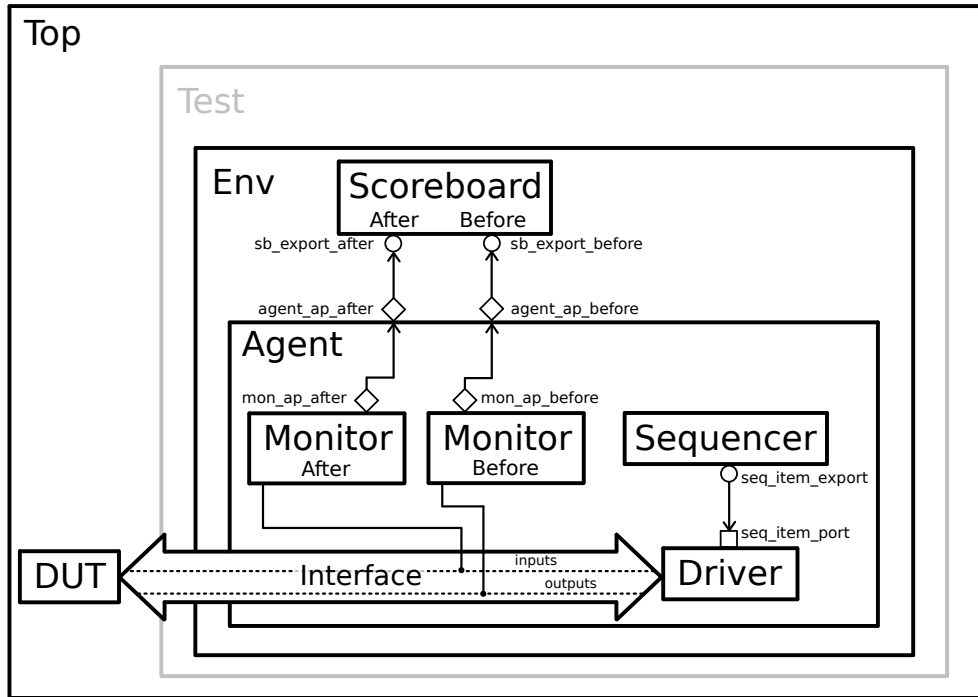 Top
Test
Env
Scoreboard
After Before
sb_export_after sb_export_before
agent_ap_after agent_ap_before
Agent
mon_ap_after mon_ap_before
Monitor Monitor Sequencer
After Before
seq_item_export
seq_item_port
inputs
DUT Interface Driver
outputs